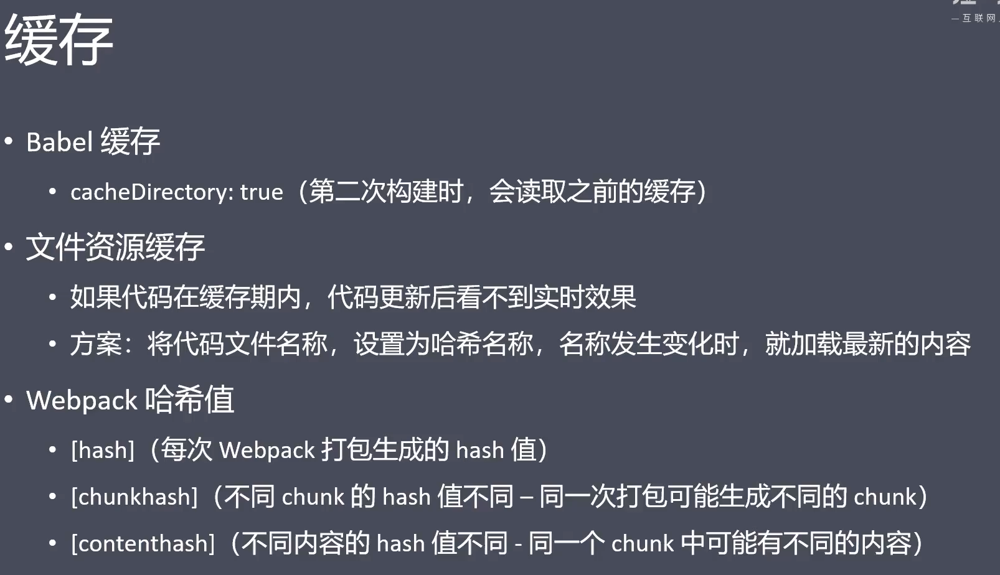 缓存
—互联网
• Babel 缓存
• cacheDirectory: true（第二次构建时，会读取之前的缓存）
• 文件资源缓存
• 如果代码在缓存期内，代码更新后看不到实时效果
• 方案：将代码文件名称，设置为哈希名称，名称发生变化时，就加载最新的内容
• Webpack 哈希值
• [hash]（每次 Webpack 打包生成的 hash 值）
• [chunkhash]（不同 chunk 的 hash 值不同 – 同一次打包可能生成不同的 chunk）
• [contenthash]（不同内容的 hash 值不同 - 同一个 chunk 中可能有不同的内容）